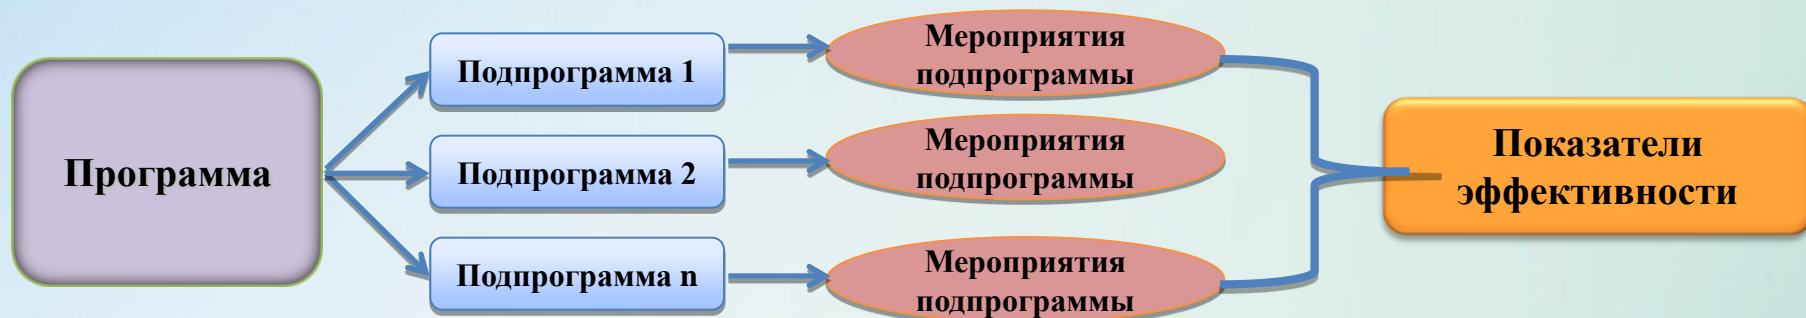 Программа
Подпрограмма 1
Мероприятия
подпрограммы
Подпрограмма 2
Мероприятия
подпрограммы
Подпрограмма n
Мероприятия
подпрограммы
Показатели
эффективности